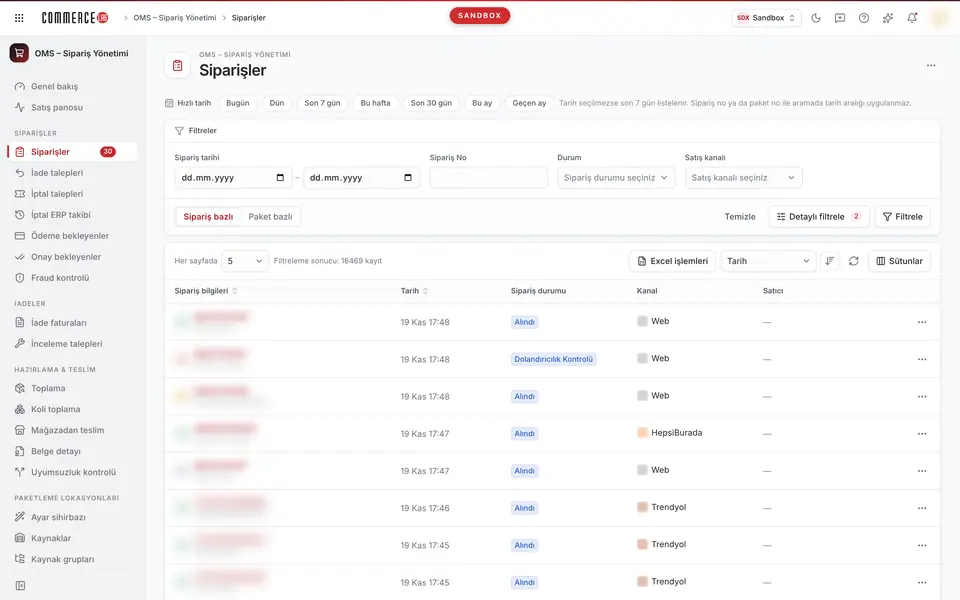 COMMERCE
OMS – Sipariş Yönetimi
Siparişler
SANDBOX
SDX Sandbox
OMS – Sipariş Yönetimi
Genel bakış
Satış panosu
SİPARİŞLER
Siparişler 30
İade talepleri
İptal talepleri
İptal ERP takibi
Ödeme bekleyenler
Onay bekleyenler
Fraud kontrolü
İADELER
İade faturaları
İnceleme talepleri
HAZIRLAMA & TESLİM
Toplama
Koli toplama
Mağazadan teslim
Belge detayı
Uyumsuzluk kontrolü
PAKETLEME LOKASYONLARI
Ayar sihirbazı
Kaynaklar
Kaynak grupları
OMS – SİPARİŞ YÖNETİMİ
Siparişler
Hızlı tarih Bugün Dün Son 7 gün Bu hafta Son 30 gün Bu ay Geçen ay Tarih seçilmezse son 7 gün listelenir. Sipariş no ya da paket no ile aramada tarih aralığı uygulanmaz.
Filtreler
Sipariş tarihi Sipariş No Durum Satış kanalı
dd.mm.yyyy – dd.mm.yyyy Sipariş durumu seçiniz Satış kanalı seçiniz
Sipariş bazlı Paket bazlı Temizle Detaylı filtrele 2 Filtrele
Her sayfada 5 Filtreleme sonucu: 16469 kayıt Excel işlemleri Tarih Sütunlar
Sipariş bilgileri Tarih Sipariş durumu Kanal Satıcı
19 Kas 17:48 Alındı Web —
19 Kas 17:48 Dolandırıcılık Kontrolü Web —
19 Kas 17:48 Alındı Web —
19 Kas 17:47 Alındı HepsiBurada —
19 Kas 17:47 Alındı Web —
19 Kas 17:46 Alındı Trendyol —
19 Kas 17:45 Alındı Trendyol —
19 Kas 17:45 Alındı Trendyol —